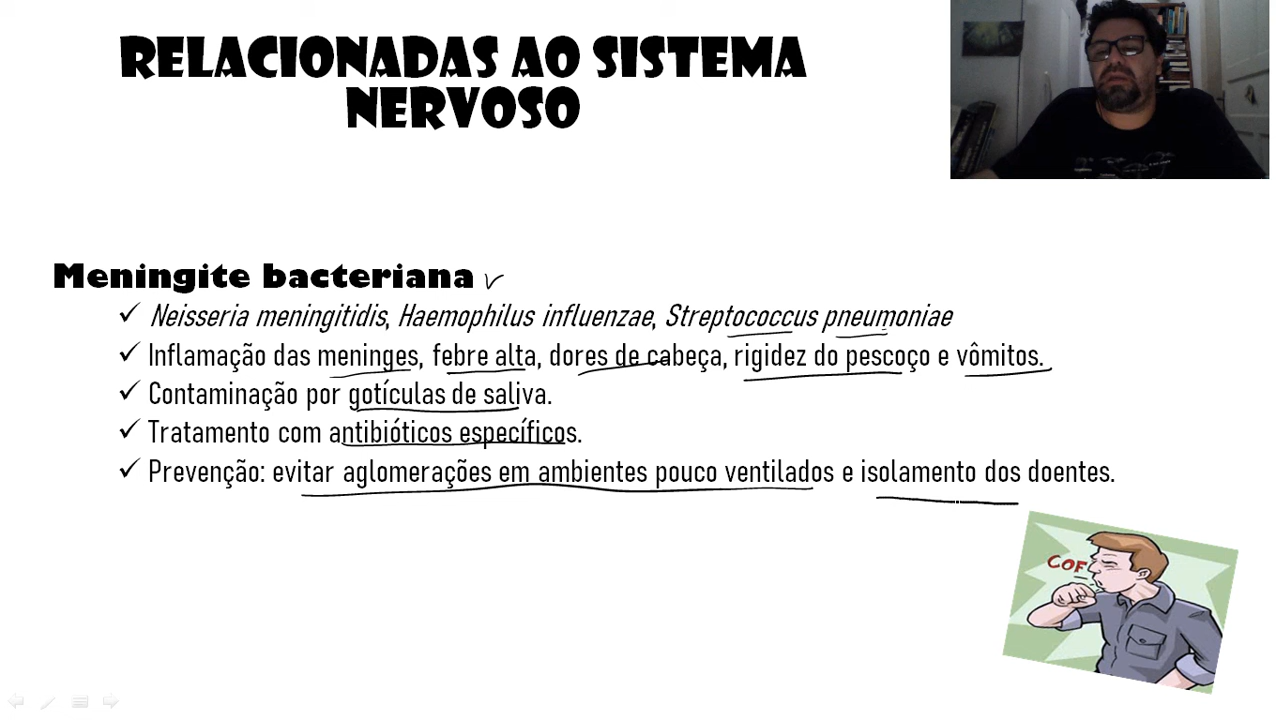 RELACIONADAS AO SISTEMA
NERVOSO
Meningite bacteriana
Neisseria meningitidis, Haemophilus influenzae, Streptococcus pneumoniae
Inflamação das meninges, febre alta, dores de cabeça, rigidez do pescoço e vômitos.
Contaminação por gotículas de saliva.
Tratamento com antibióticos específicos.
Prevenção: evitar aglomerações em ambientes pouco ventilados e isolamento dos doentes.
COF